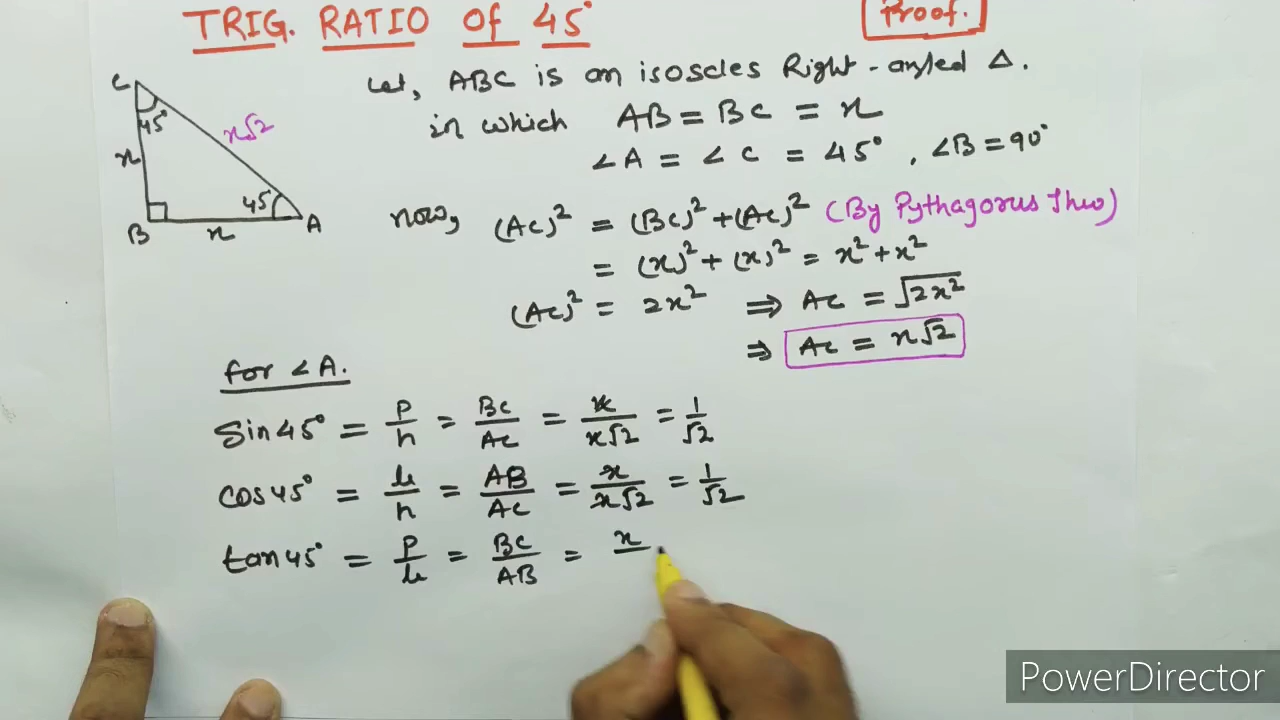 TRIG. RATIO Of 45° Proof.
Let, ABC is an isoscles Right-angled Δ.
in which AB = BC = x
∠A = ∠C = 45°, ∠B = 90°
C
45°
x
x√2
45°
B
x
A
now, (AC)² = (BC)² + (AC)² (By Pythagorus Theo)
= (x)² + (x)² = x² + x²
(AC)² = 2x² ⇒ AC = √2x²
⇒ AC = x√2
for ∠A.
Sin45° = P/h = BC/AC = x/x√2 = 1/√2
cos45° = b/h = AB/AC = x/x√2 = 1/√2
tan45° = P/b = BC/AB = x
PowerDirector